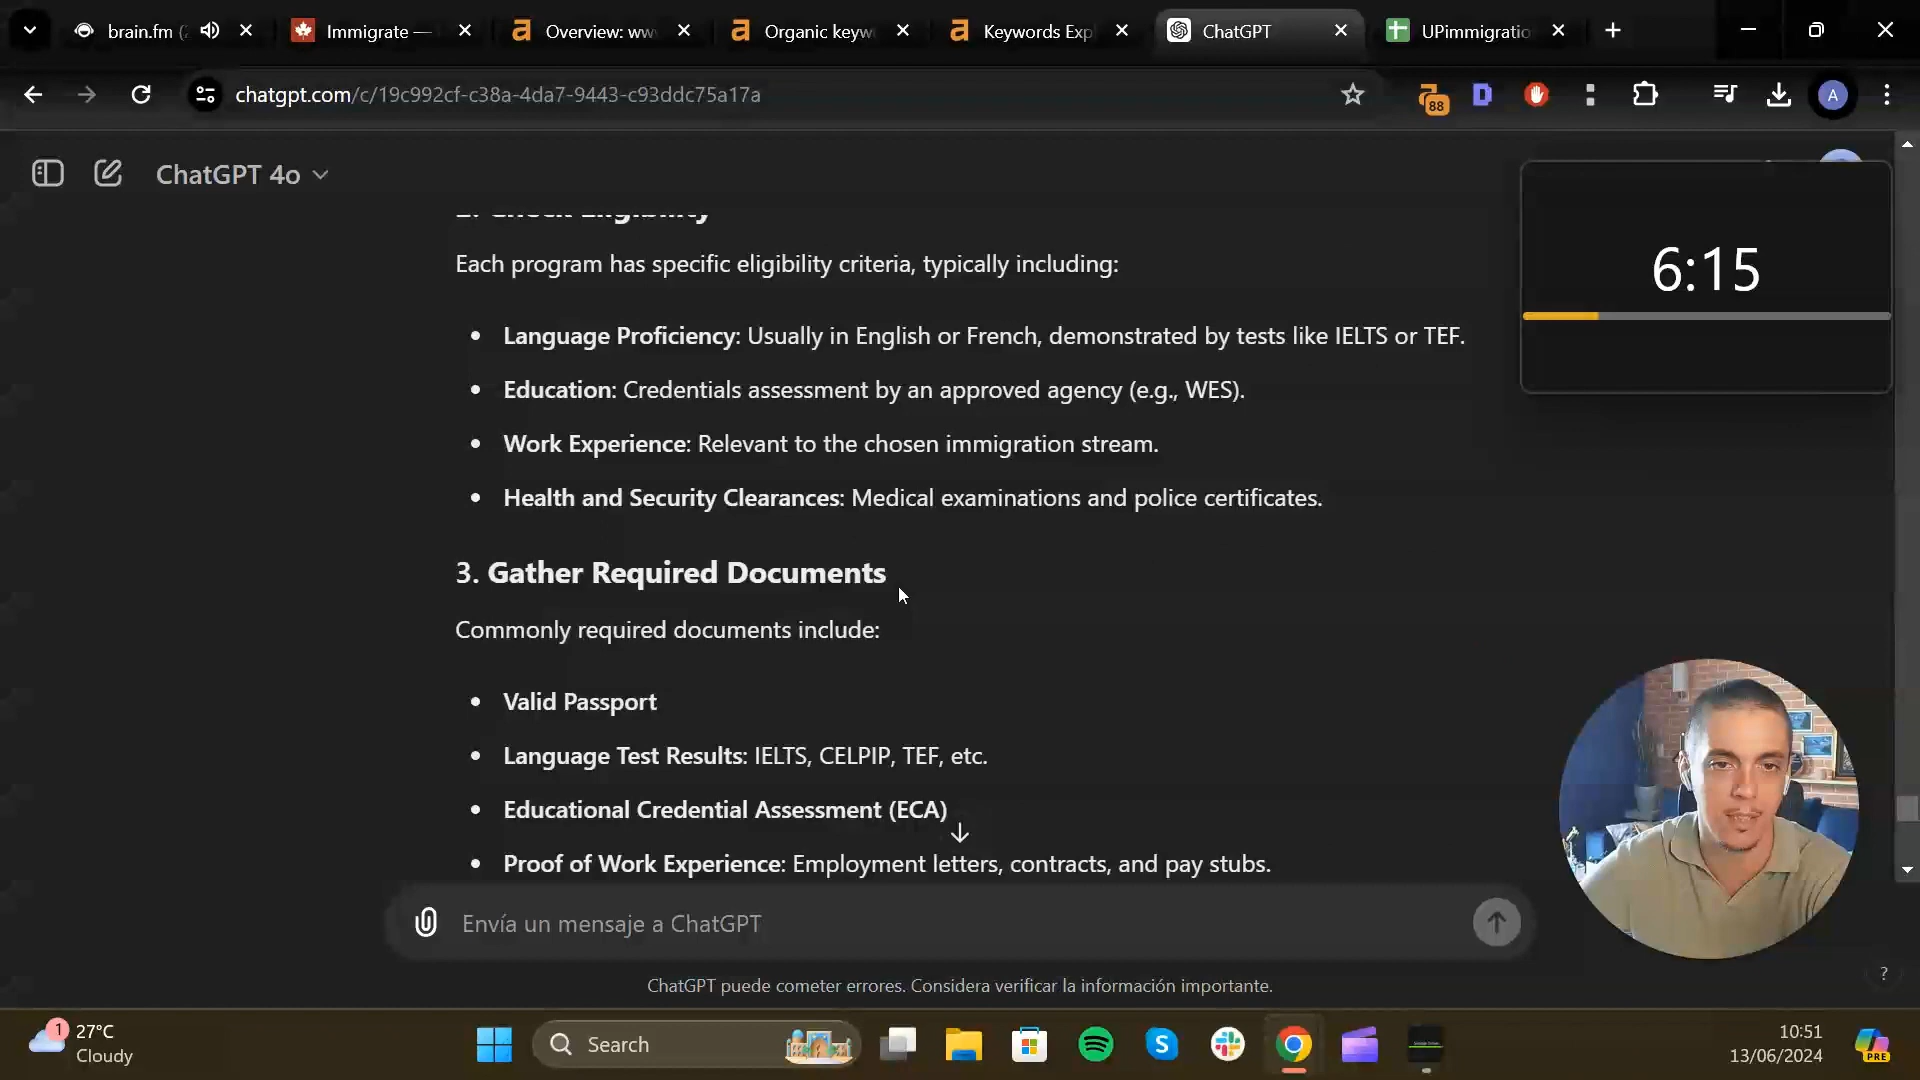 brain.fm (
Immigrate —
Overview: ww
Organic keyw
Keywords Exp
ChatGPT
UPimmigratio
chatgpt.com/c/19c992cf-c38a-4da7-9443-c93ddc75a17a
88
D
A
ChatGPT 4o
6:15
2. Check Eligibility
Each program has specific eligibility criteria, typically including:
Language Proficiency: Usually in English or French, demonstrated by tests like IELTS or TEF.
Education: Credentials assessment by an approved agency (e.g., WES).
Work Experience: Relevant to the chosen immigration stream.
Health and Security Clearances: Medical examinations and police certificates.
3. Gather Required Documents
Commonly required documents include:
Valid Passport
Language Test Results: IELTS, CELPIP, TEF, etc.
Educational Credential Assessment (ECA)
Proof of Work Experience: Employment letters, contracts, and pay stubs.
Envía un mensaje a ChatGPT
ChatGPT puede cometer errores. Considera verificar la información importante.
?
1
27°C
Cloudy
Search
S
10:51
13/06/2024
PRE